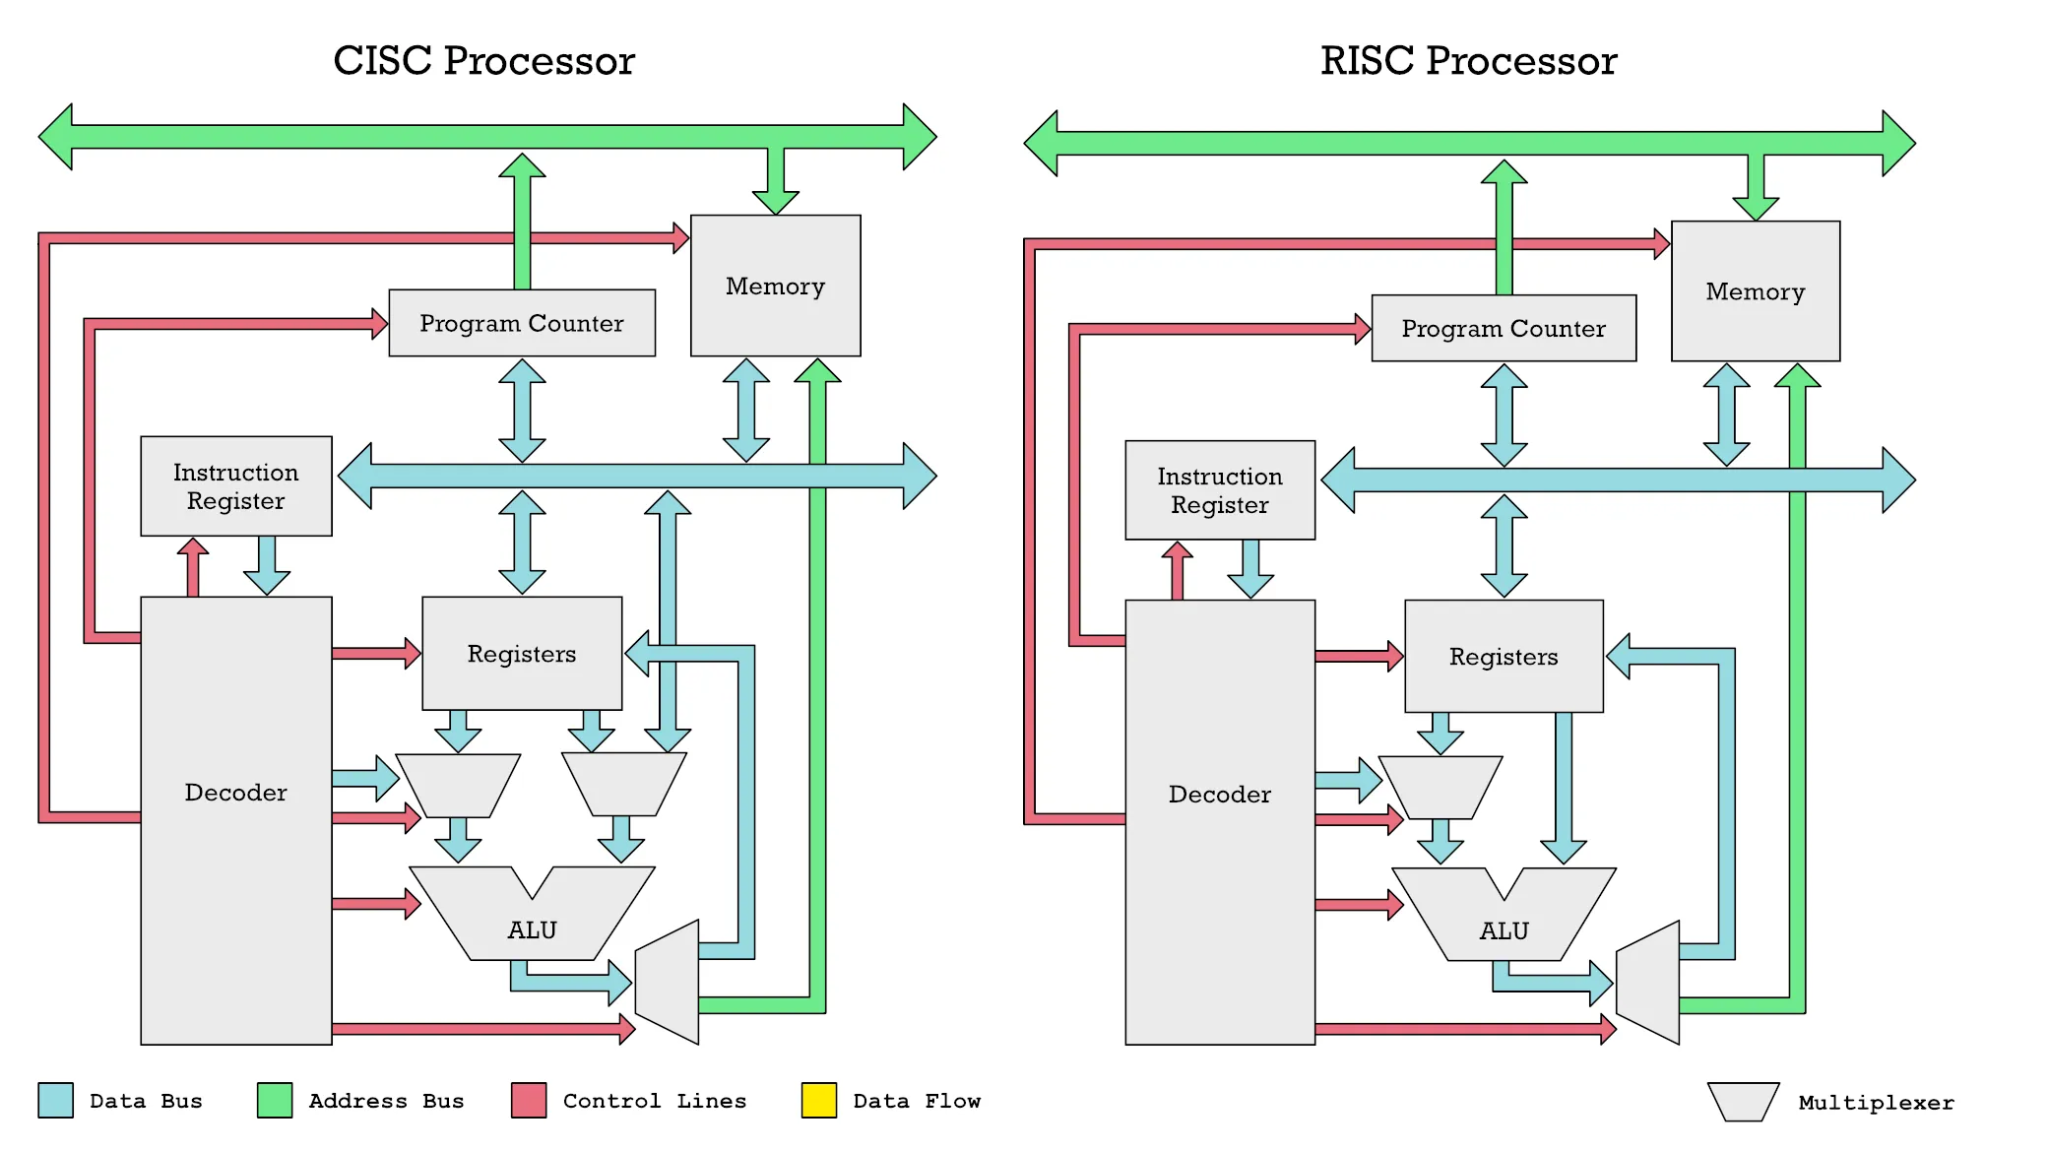 CISC Processor
Memory
Program Counter
Instruction
Register
Registers
Decoder
ALU
RISC Processor
Memory
Program Counter
Instruction
Register
Registers
Decoder
ALU
Data Bus
Address Bus
Control Lines
Data Flow
Multiplexer